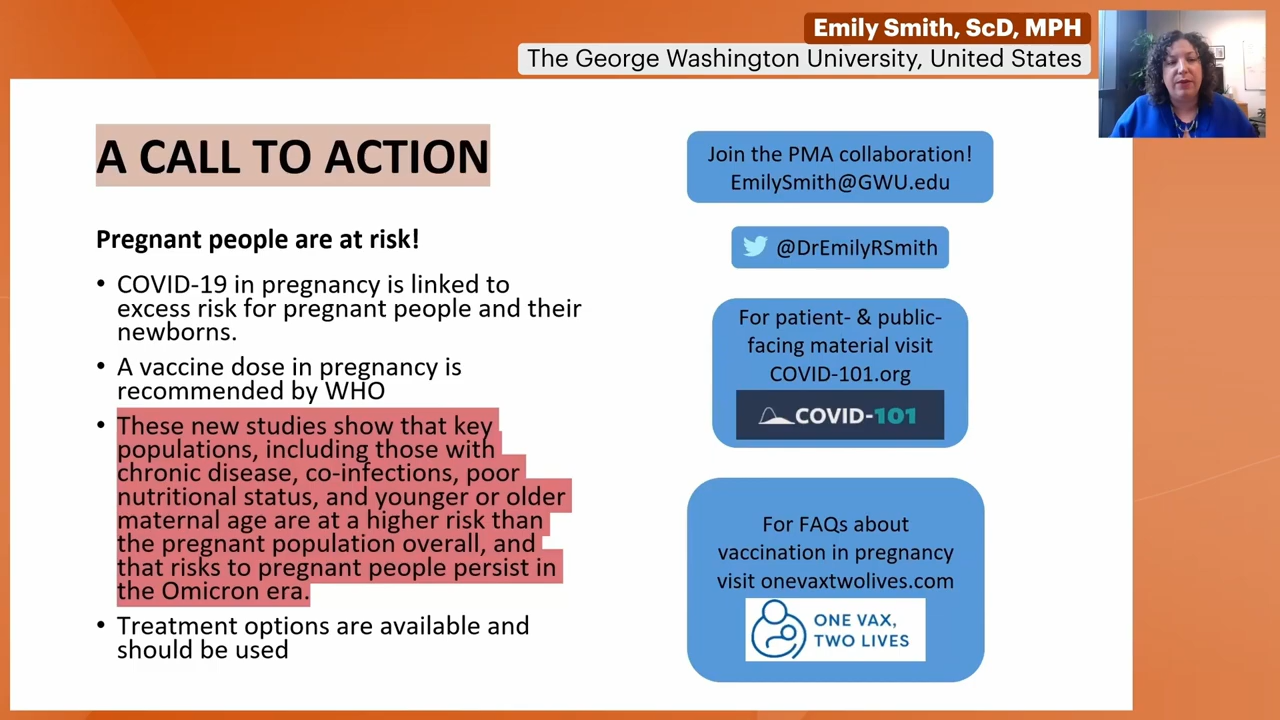 Emily Smith, ScD, MPH
The George Washington University, United States
A CALL TO ACTION
Pregnant people are at risk!
• COVID-19 in pregnancy is linked to
excess risk for pregnant people and their
newborns.
• A vaccine dose in pregnancy is
recommended by WHO
• These new studies show that key
populations, including those with
chronic disease, co-infections, poor
nutritional status, and younger or older
maternal age are at a higher risk than
the pregnant population overall, and
that risks to pregnant people persist in
the Omicron era.
• Treatment options are available and
should be used
Join the PMA collaboration!
EmilySmith@GWU.edu
@DrEmilyRSmith
For patient- & public-
facing material visit
COVID-101.org
COVID-101
For FAQs about
vaccination in pregnancy
visit onevaxtwolives.com
ONE VAX,
TWO LIVES